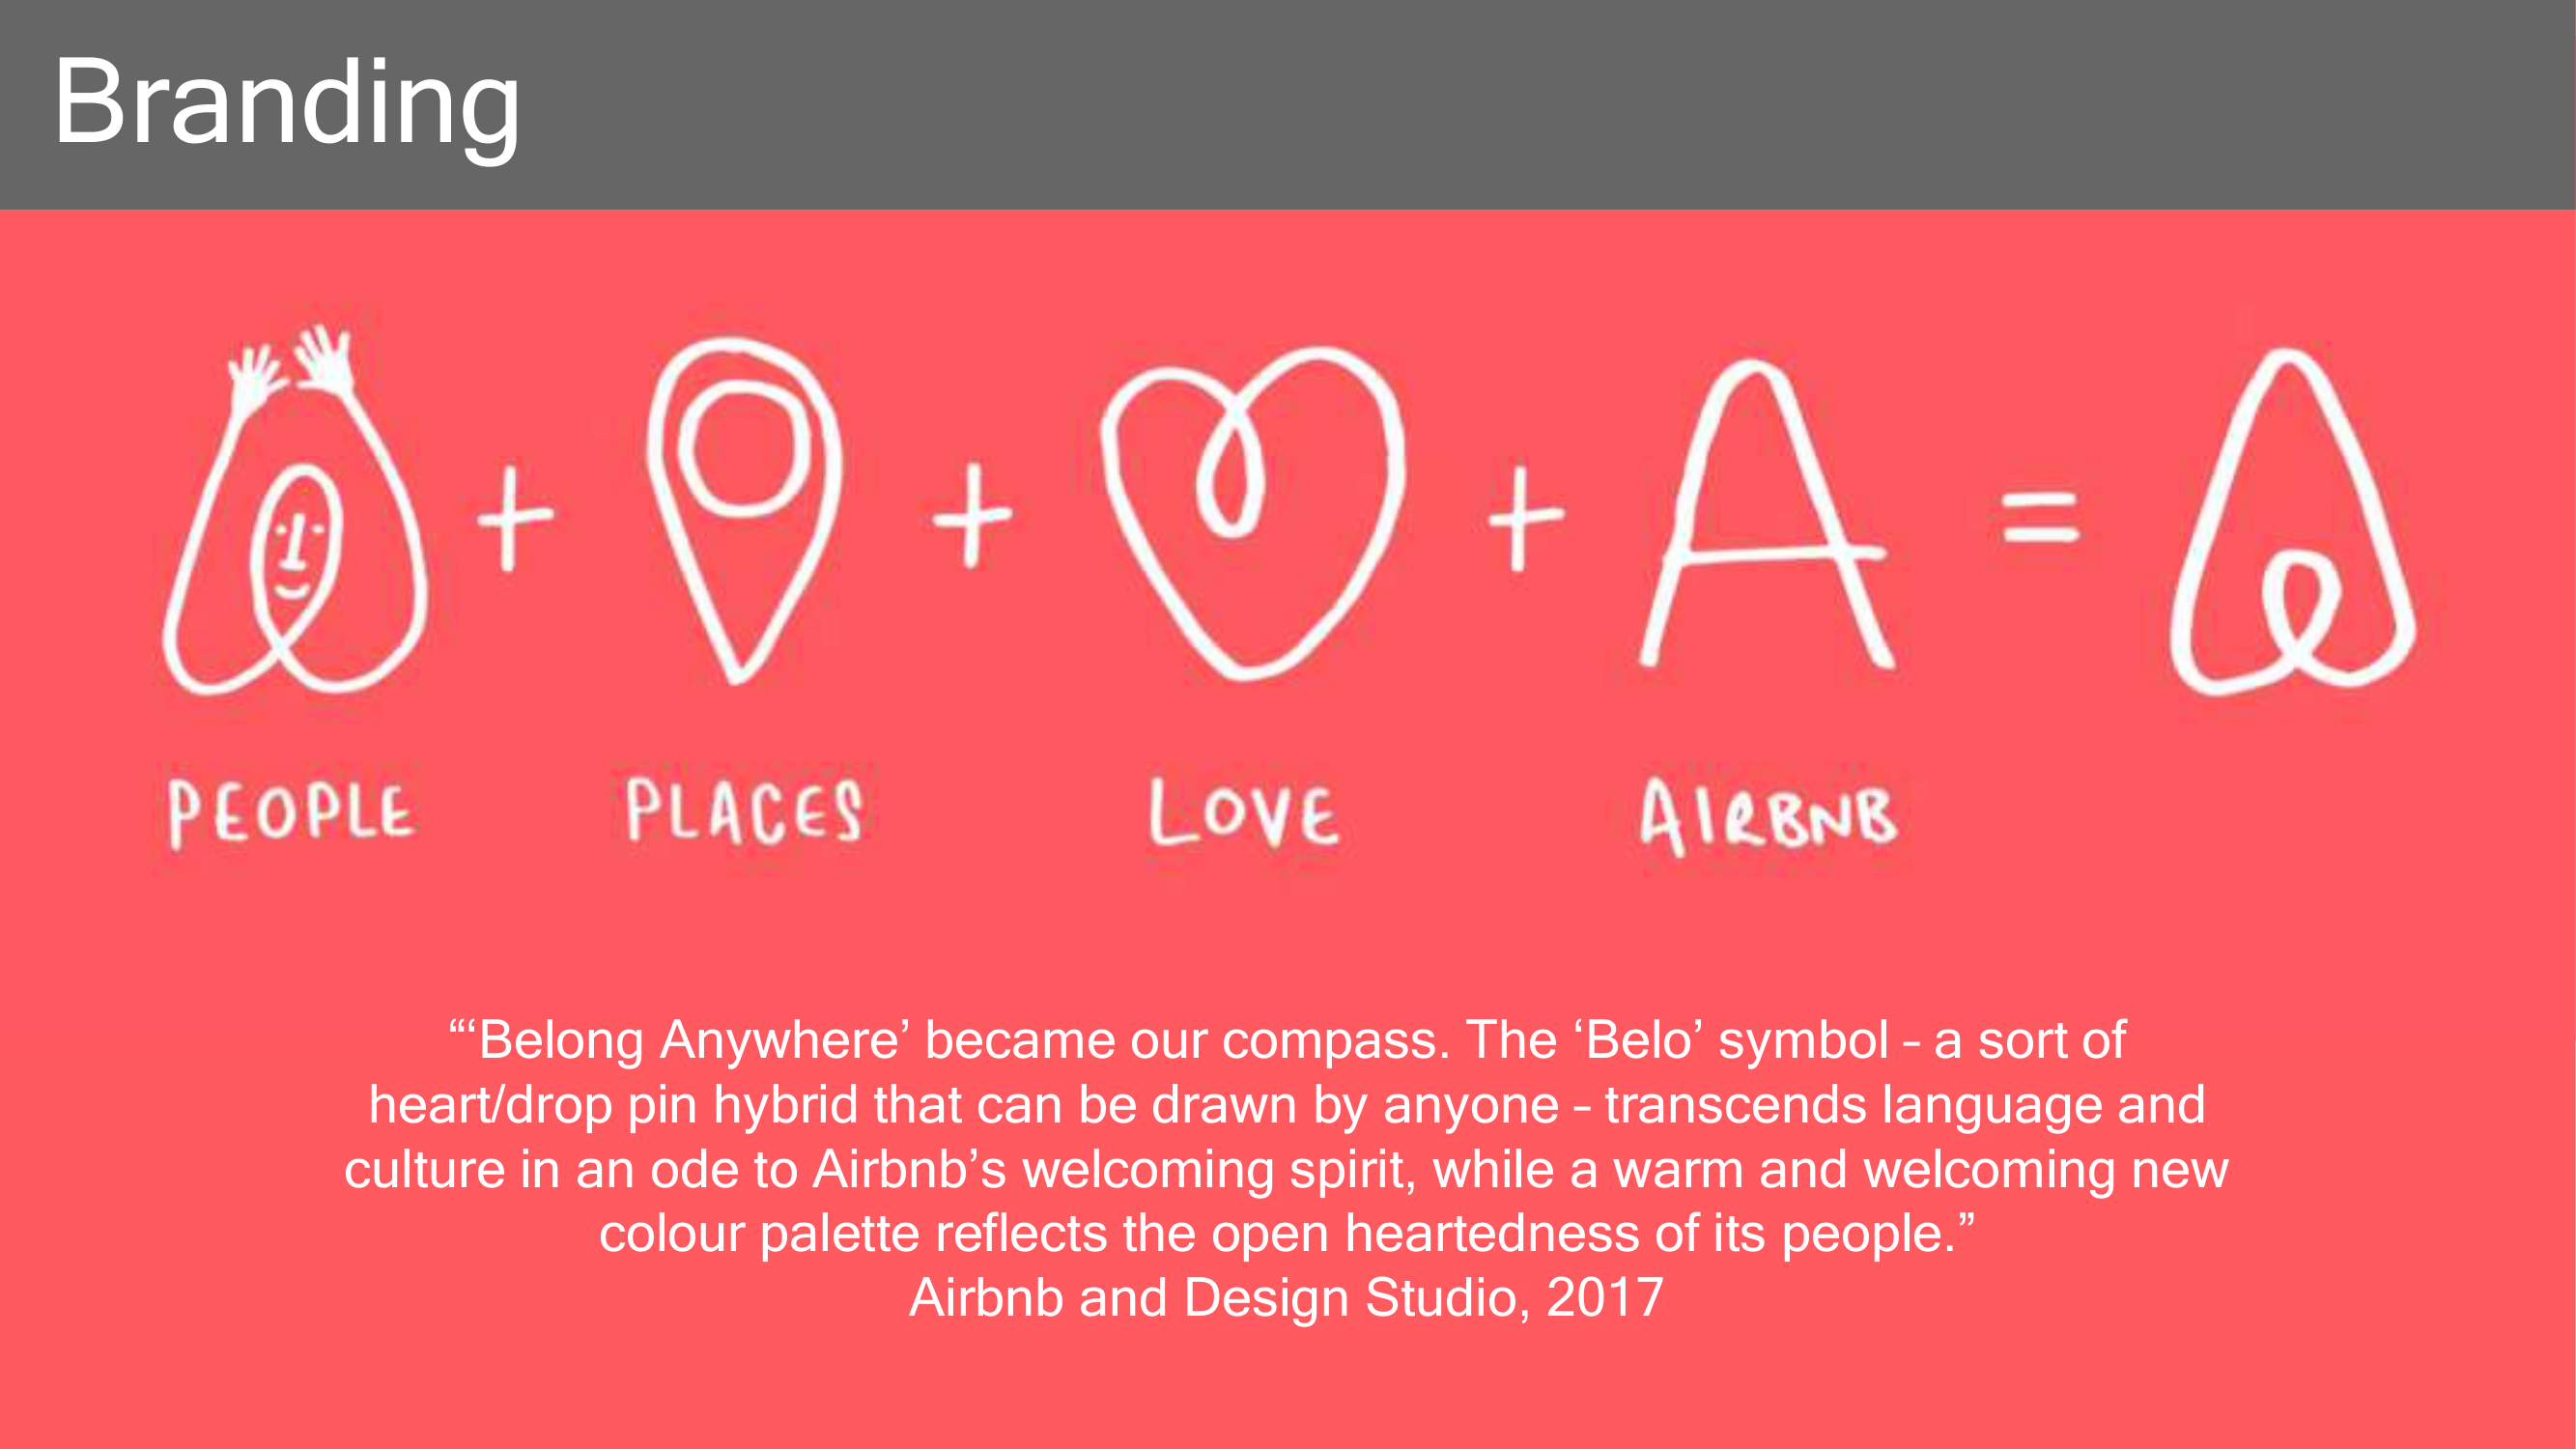 Branding
+ + + A =
PEOPLE PLACES LOVE AIRBNB
“‘Belong Anywhere’ became our compass. The ‘Belo’ symbol - a sort of
heart/drop pin hybrid that can be drawn by anyone - transcends language and
culture in an ode to Airbnb’s welcoming spirit, while a warm and welcoming new
colour palette reflects the open heartedness of its people.”
Airbnb and Design Studio, 2017